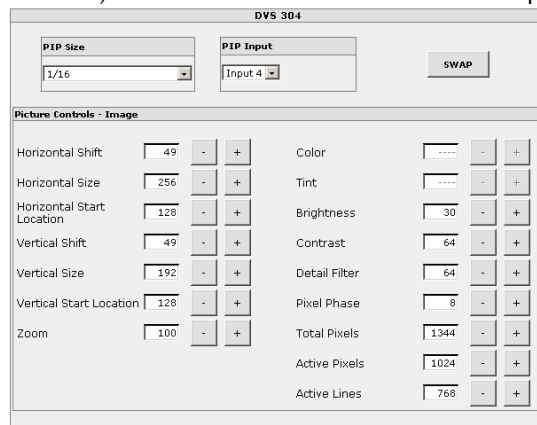 DVS 304
PIP Size
PIP Input
1/16
Input 4
SWAP
Picture Controls - Image
Horizontal Shift 49 - + Color ---- - +
Horizontal Size 256 - + Tint ---- - +
Horizontal Start
Location 128 - + Brightness 30 - +
Vertical Shift 49 - + Contrast 64 - +
Vertical Size 192 - + Detail Filter 64 - +
Vertical Start Location 128 - + Pixel Phase 8 - +
Zoom 100 - + Total Pixels 1344 - +
Active Pixels 1024 - +
Active Lines 768 - +